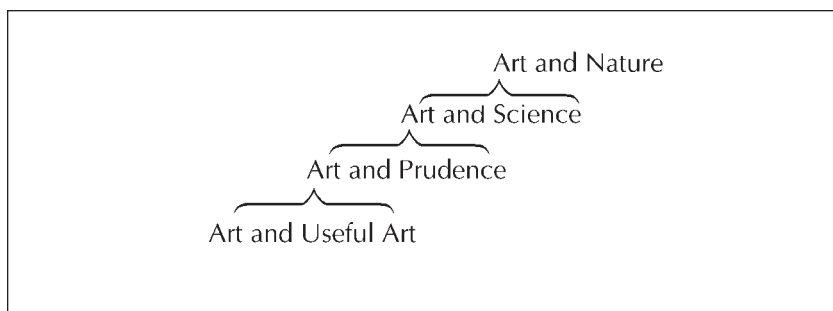 Art and Nature
Art and Science
Art and Prudence
Art and Useful Art